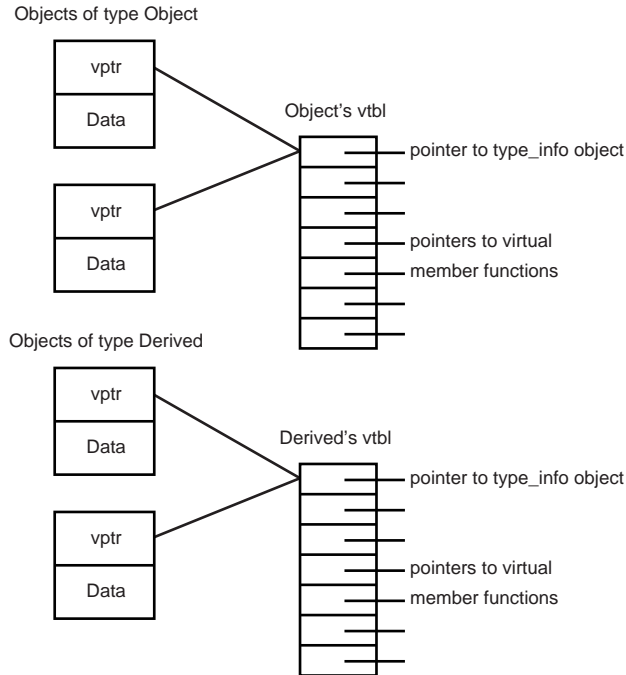 Objects of type Object
vptr
Data
Object's vtbl
pointer to type_info object
vptr
Data
pointers to virtual
member functions
Objects of type Derived
vptr
Data
Derived's vtbl
pointer to type_info object
vptr
Data
pointers to virtual
member functions